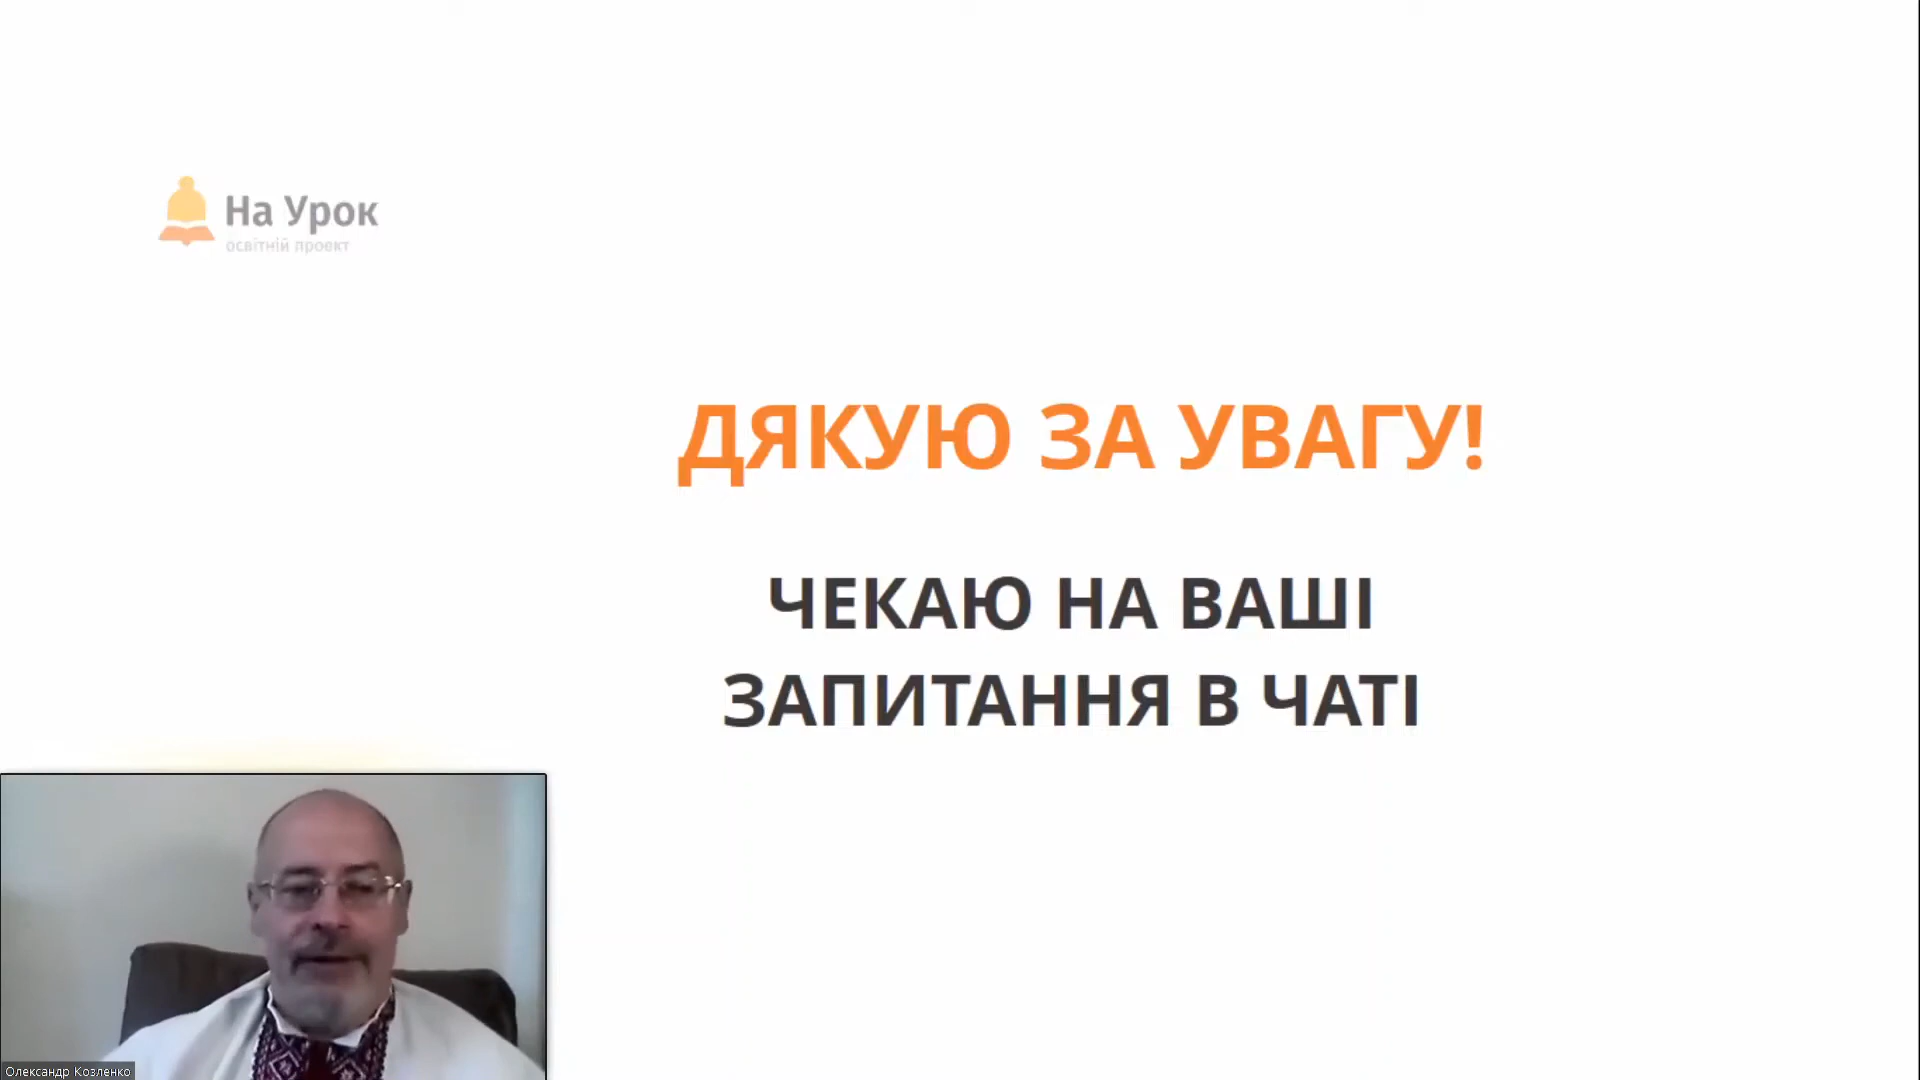 На Урок
освітній проект
ДЯКУЮ ЗА УВАГУ!
ЧЕКАЮ НА ВАШІ
ЗАПИТАННЯ В ЧАТІ
Олександр Козленко